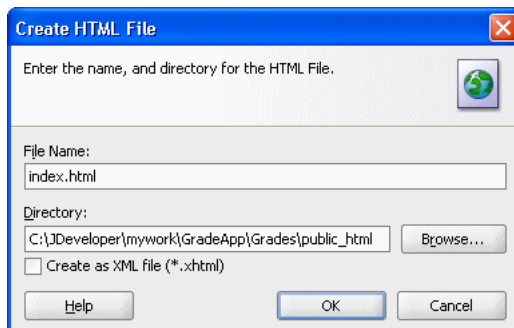 Create HTML File
Enter the name, and directory for the HTML File.
File Name:
index.html
Directory:
C:\JDeveloper\mywork\GradeApp\Grades\public_html
Browse...
Create as XML file (*.xhtml)
Help
OK
Cancel